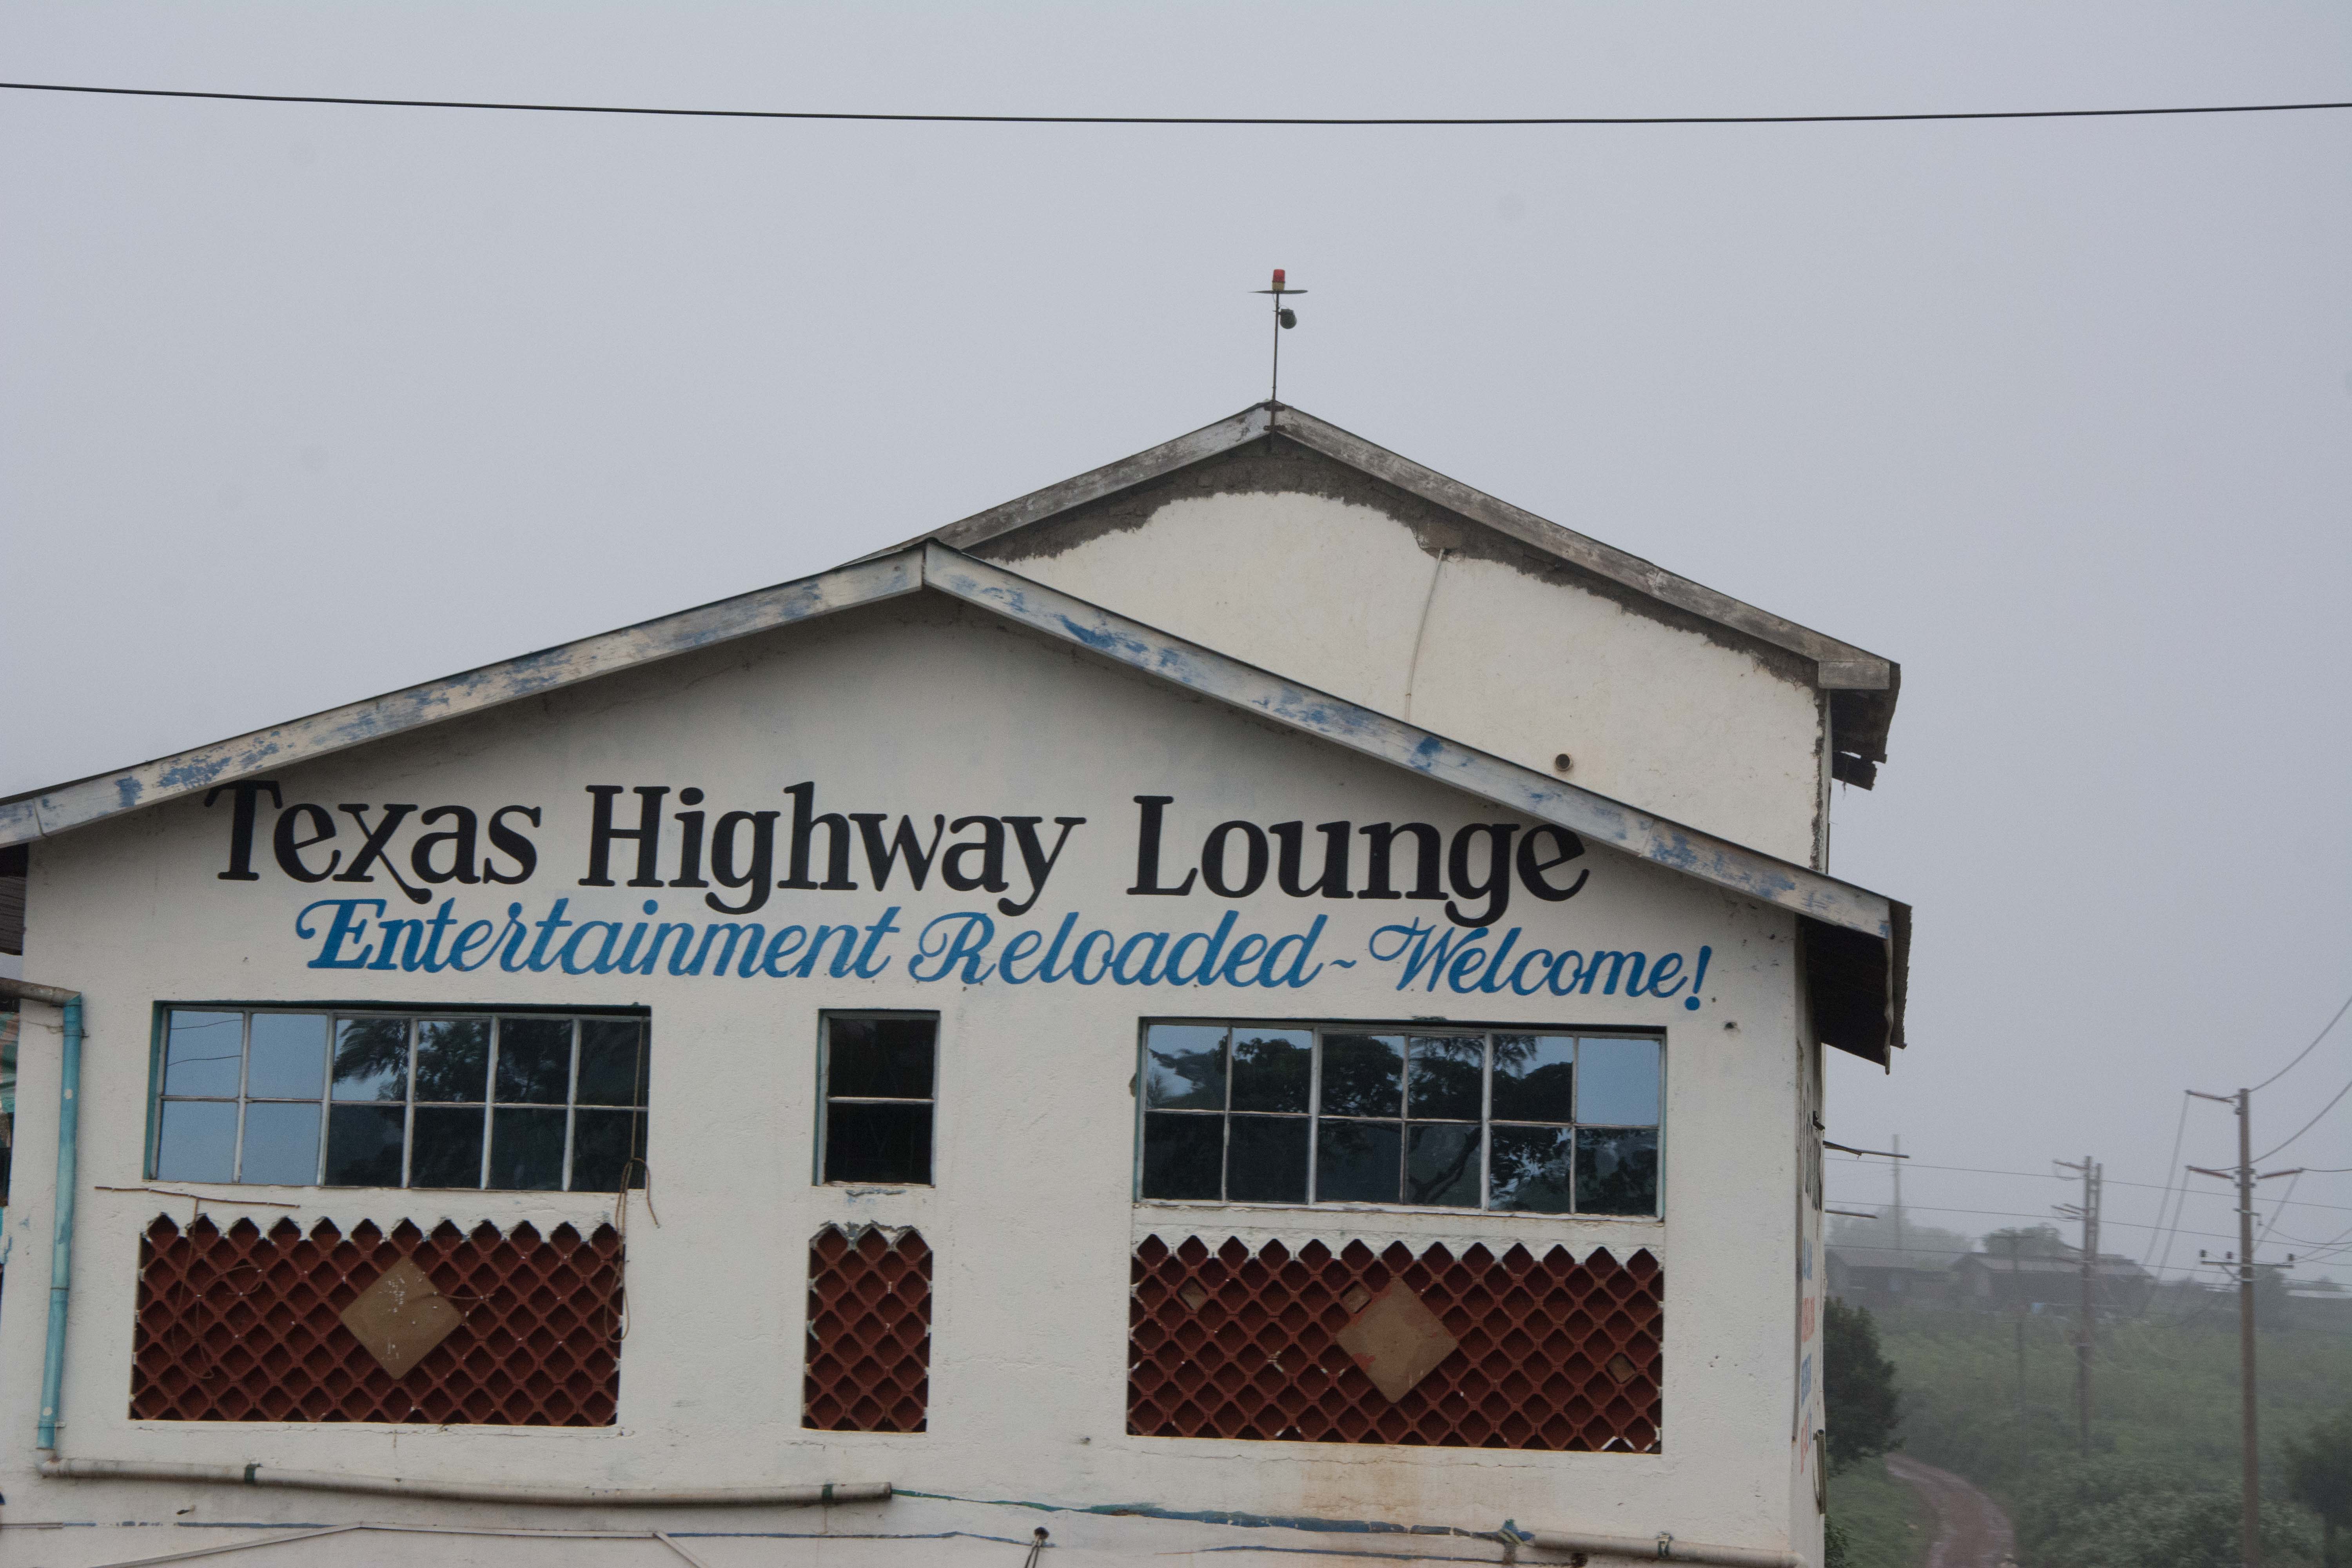 Texas Highway Lounge
Entertainment Reloaded ~ Welcome!